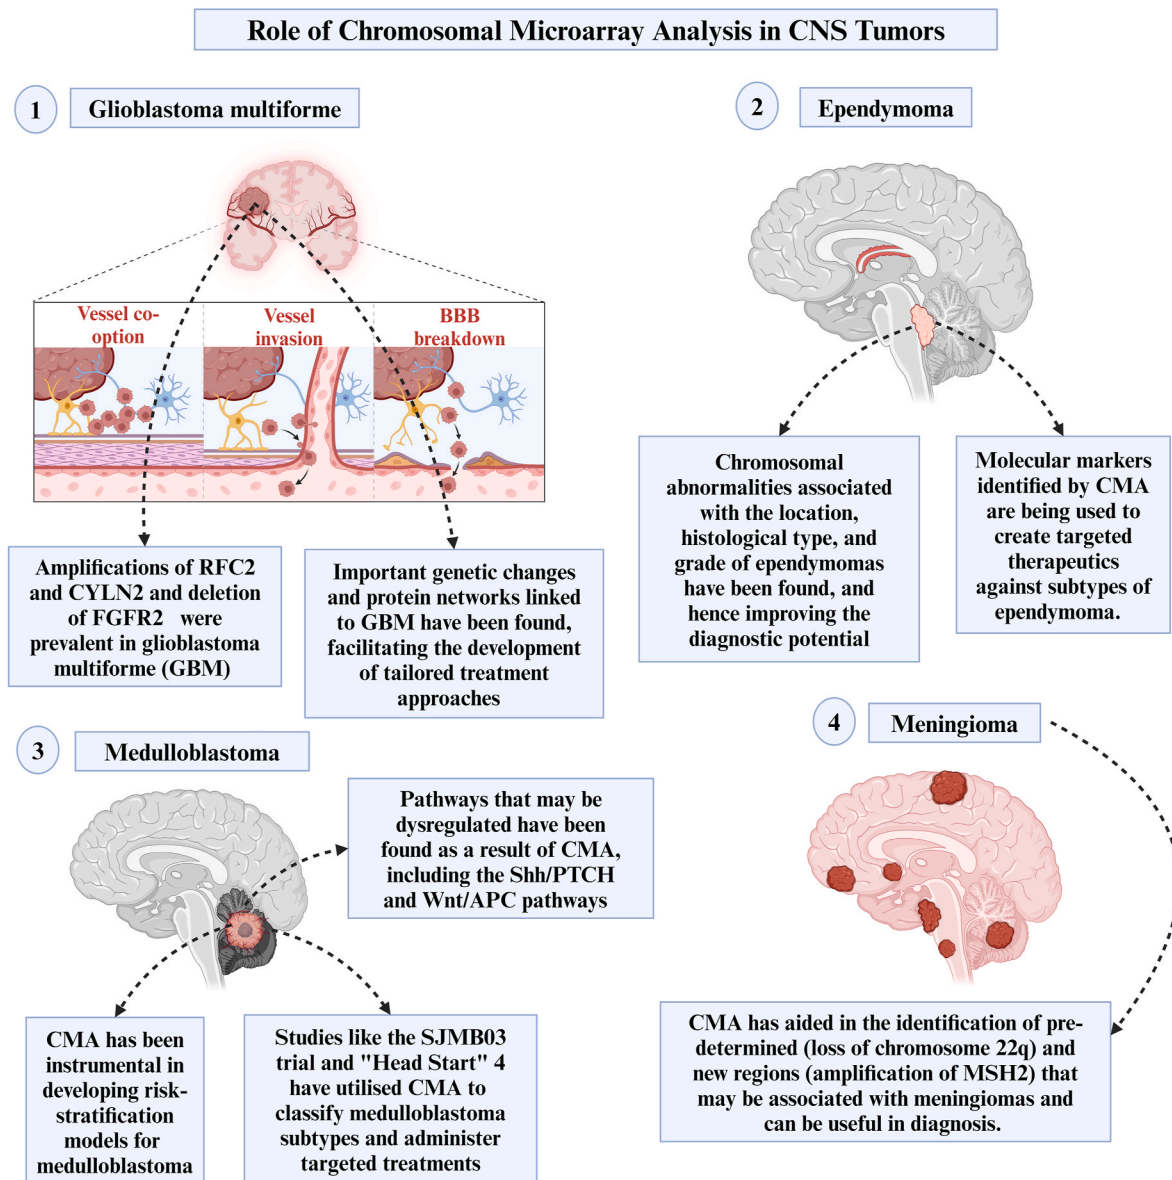 Role of Chromosomal Microarray Analysis in CNS Tumors
1
Glioblastoma multiforme
Vessel co-
option
Vessel
invasion
BBB
breakdown
Amplifications of RFC2
and CYLN2 and deletion
of FGFR2 were
prevalent in glioblastoma
multiforme (GBM)
Important genetic changes
and protein networks linked
to GBM have been found,
facilitating the development
of tailored treatment
approaches
2
Ependymoma
Chromosomal
abnormalities associated
with the location,
histological type, and
grade of ependymomas
have been found, and
hence improving the
diagnostic potential
Molecular markers
identified by CMA
are being used to
create targeted
therapeutics
against subtypes of
ependymoma.
3
Medulloblastoma
Pathways that may be
dysregulated have been
found as a result of CMA,
including the Shh/PTCH
and Wnt/APC pathways
CMA has been
instrumental in
developing risk-
stratification
models for
medulloblastoma
Studies like the SJMB03
trial and "Head Start" 4
have utilised CMA to
classify medulloblastoma
subtypes and administer
targeted treatments
4
Meningioma
CMA has aided in the identification of pre-
determined (loss of chromosome 22q) and
new regions (amplification of MSH2) that
may be associated with meningiomas and
can be useful in diagnosis.